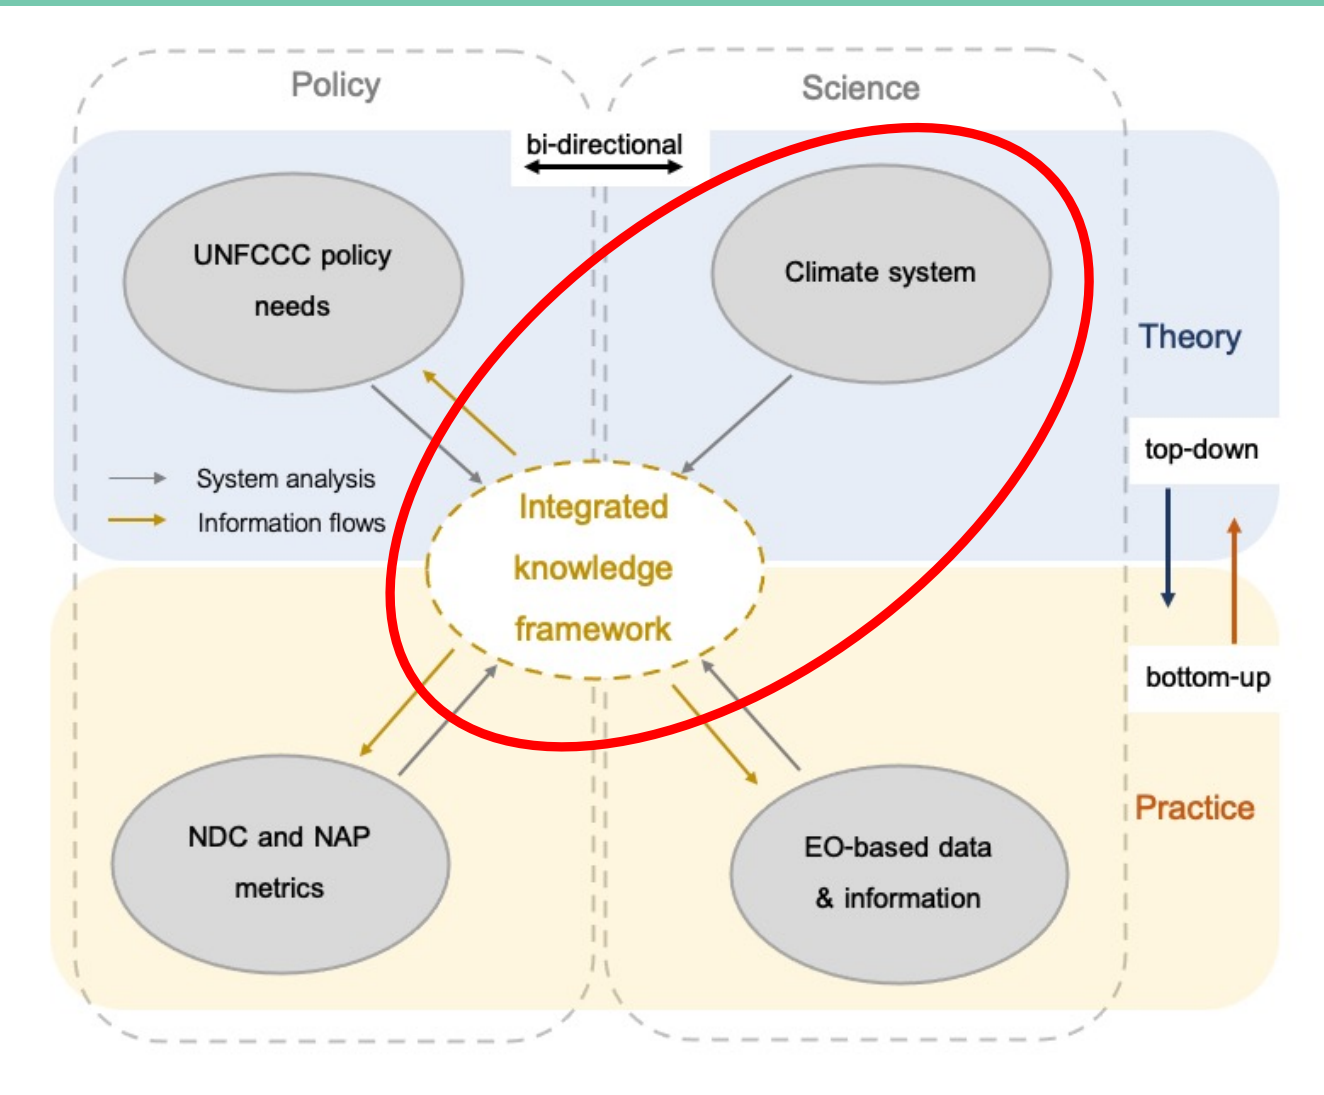 Policy
Science
bi-directional
UNFCCC policy
needs
Climate system
Theory
top-down
System analysis
Information flows
Integrated
knowledge
framework
bottom-up
Practice
NDC and NAP
metrics
EO-based data
& information